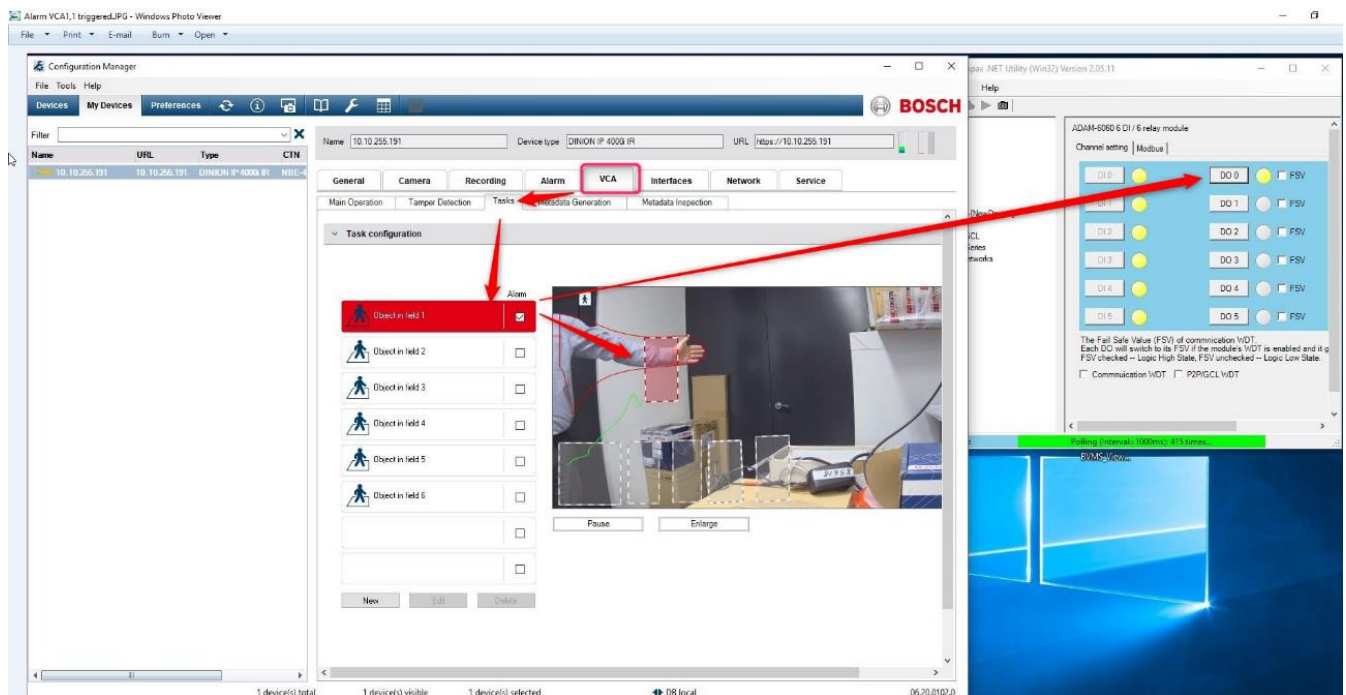 Alarm VCA1,1 triggered.JPG - Windows Photo Viewer
File Print E-mail Burn Open
Configuration Manager
File Tools Help
Devices My Devices Preferences
BOSCH
Filter
Name URL Type CTN
10.10.255.191 10.10.255.191 DINION IP 4000i IR NBE-4
Name 10.10.255.191 Device type DINION IP 4000i IR URL https://10.10.255.191
General Camera Recording Alarm VCA Interfaces Network Service
Main Operation Tamper Detection Tasks Metadata Generation Metadata Inspection
Task configuration
Alarm
Object in field 1
Object in field 2
Object in field 3
Object in field 4
Object in field 5
Object in field 6
Pause Enlarge
New Edit Delete
1 device(s) total 1 device(s) visible 1 device(s) selected DB local 06.20.0102.0
.NET Utility (Win32) Version 2.05.11
Help
ADAM-6060 6 DI / 6 relay module
Channel setting Modbus
DI 0 DO 0 FSV
DI 1 DO 1 FSV
DI 2 DO 2 FSV
DI 3 DO 3 FSV
DI 4 DO 4 FSV
DI 5 DO 5 FSV
The Fail Safe Value (FSV) of commnication WDT.
Each DO will switch to its FSV if the module's WDT is enabled and it g
FSV checked -- Logic High State, FSV unchecked -- Logic Low State.
Commnuication WDT P2P/GCL WDT
Polling (interval= 1000ms): 415 times...
BVMS_View...